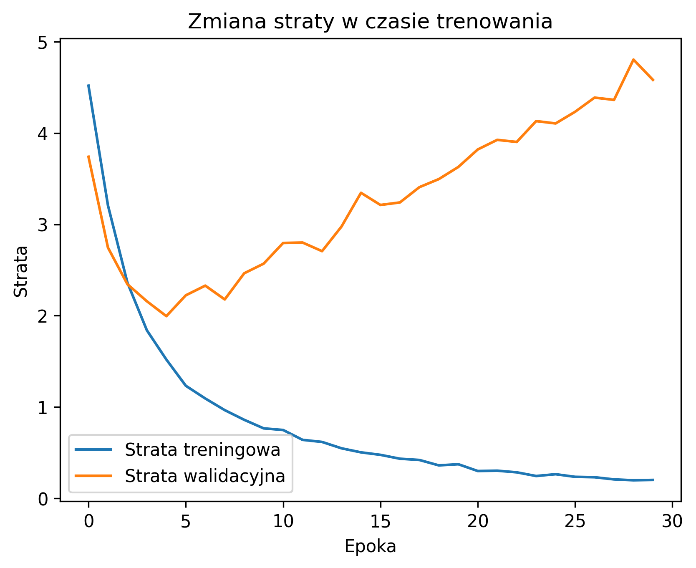 Zmiana straty w czasie trenowania
5
4
3
2
1
0
Strata
Strata treningowa
Strata walidacyjna
0 5 10 15 20 25 30
Epoka